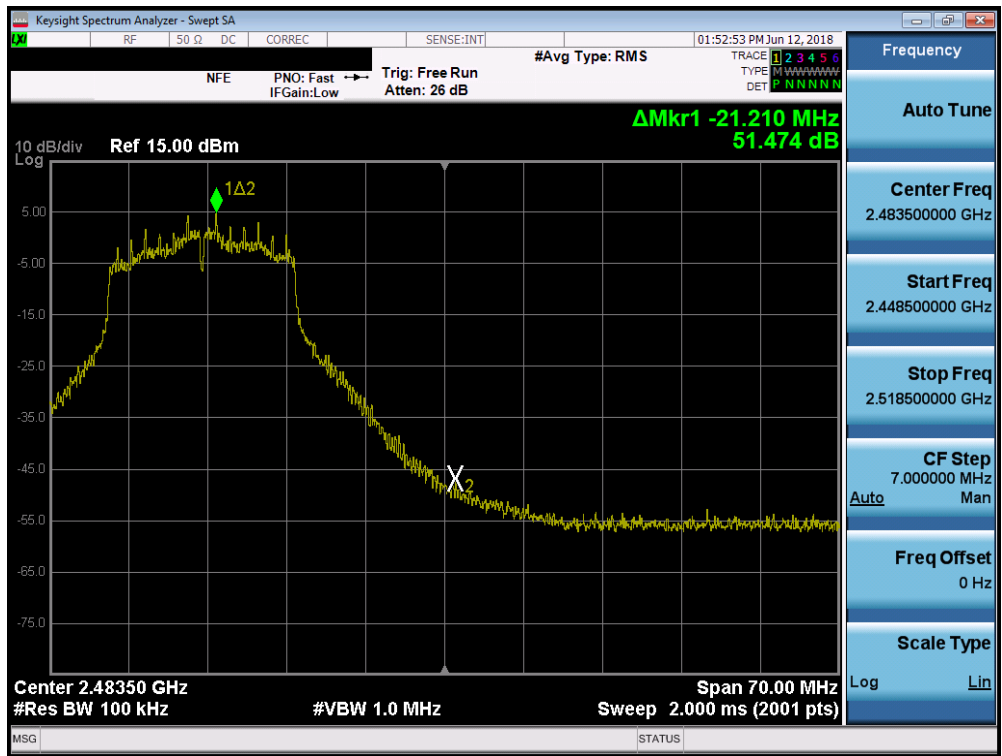 Keysight Spectrum Analyzer - Swept SA
LXI RF 50 Ω DC CORREC SENSE:INT 01:52:53 PM Jun 12, 2018
#Avg Type: RMS TRACE 1 2 3 4 5 6
NFE PNO: Fast Trig: Free Run TYPE M W W W W W
IFGain:Low Atten: 26 dB DET P N N N N N
ΔMkr1 -21.210 MHz
51.474 dB
10 dB/div Ref 15.00 dBm
Log
1Δ2
5.00
-5.00
-15.0
-25.0
-35.0
-45.0
X2
-55.0
-65.0
-75.0
Center 2.48350 GHz Span 70.00 MHz
#Res BW 100 kHz #VBW 1.0 MHz Sweep 2.000 ms (2001 pts)
MSG STATUS
Frequency
Auto Tune
Center Freq
2.483500000 GHz
Start Freq
2.448500000 GHz
Stop Freq
2.518500000 GHz
CF Step
7.000000 MHz
Auto Man
Freq Offset
0 Hz
Scale Type
Log Lin